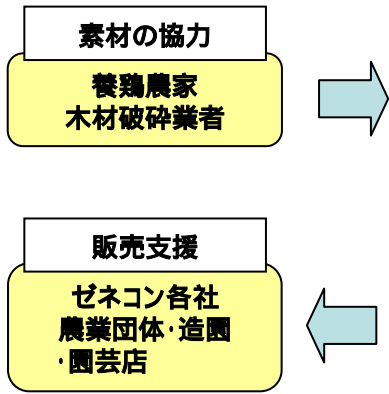 素材の協力
養鶏農家
木材破砕業者
販売支援
ゼネコン各社
農業団体･造園
･園芸店